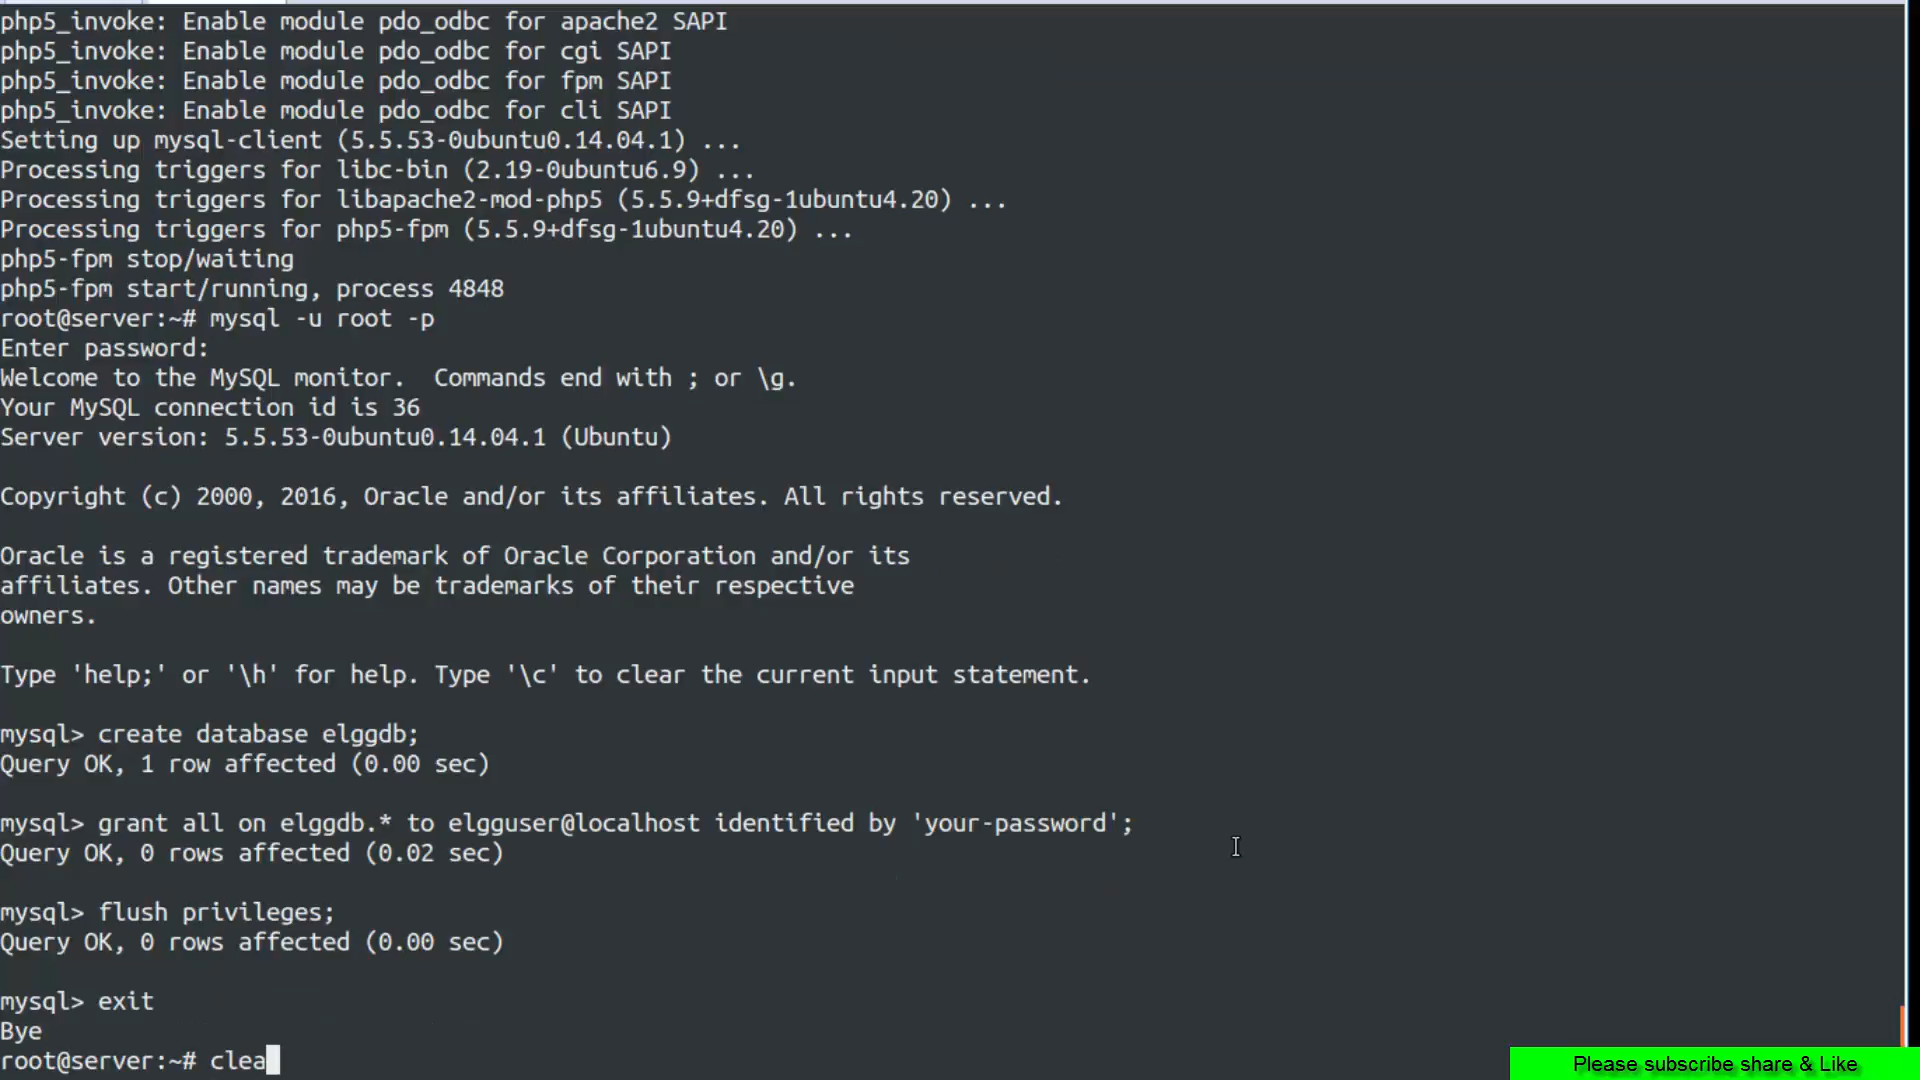 php5_invoke: Enable module pdo_odbc for apache2 SAPI
php5_invoke: Enable module pdo_odbc for cgi SAPI
php5_invoke: Enable module pdo_odbc for fpm SAPI
php5_invoke: Enable module pdo_odbc for cli SAPI
Setting up mysql-client (5.5.53-0ubuntu0.14.04.1) ...
Processing triggers for libc-bin (2.19-0ubuntu6.9) ...
Processing triggers for libapache2-mod-php5 (5.5.9+dfsg-1ubuntu4.20) ...
Processing triggers for php5-fpm (5.5.9+dfsg-1ubuntu4.20) ...
php5-fpm stop/waiting
php5-fpm start/running, process 4848
root@server:~# mysql -u root -p
Enter password:
Welcome to the MySQL monitor.  Commands end with ; or \g.
Your MySQL connection id is 36
Server version: 5.5.53-0ubuntu0.14.04.1 (Ubuntu)
Copyright (c) 2000, 2016, Oracle and/or its affiliates. All rights reserved.
Oracle is a registered trademark of Oracle Corporation and/or its
affiliates. Other names may be trademarks of their respective
owners.
Type 'help;' or '\h' for help. Type '\c' to clear the current input statement.
mysql> create database elggdb;
Query OK, 1 row affected (0.00 sec)
mysql> grant all on elggdb.* to elgguser@localhost identified by 'your-password';
Query OK, 0 rows affected (0.02 sec)
mysql> flush privileges;
Query OK, 0 rows affected (0.00 sec)
mysql> exit
Bye
root@server:~# clea
Please subscribe share & Like